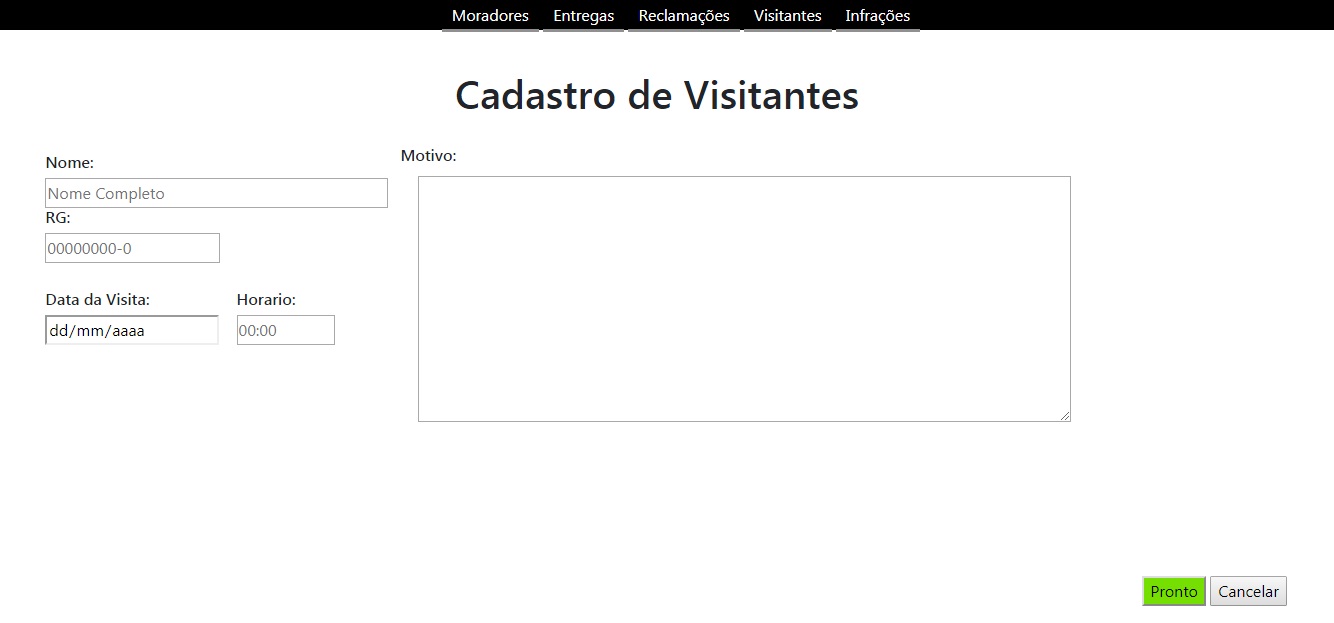 Moradores Entregas Reclamações Visitantes Infrações
Cadastro de Visitantes
Nome:
Nome Completo
RG:
00000000-0
Data da Visita: Horario:
dd/mm/aaaa 00:00
Motivo:
Pronto Cancelar